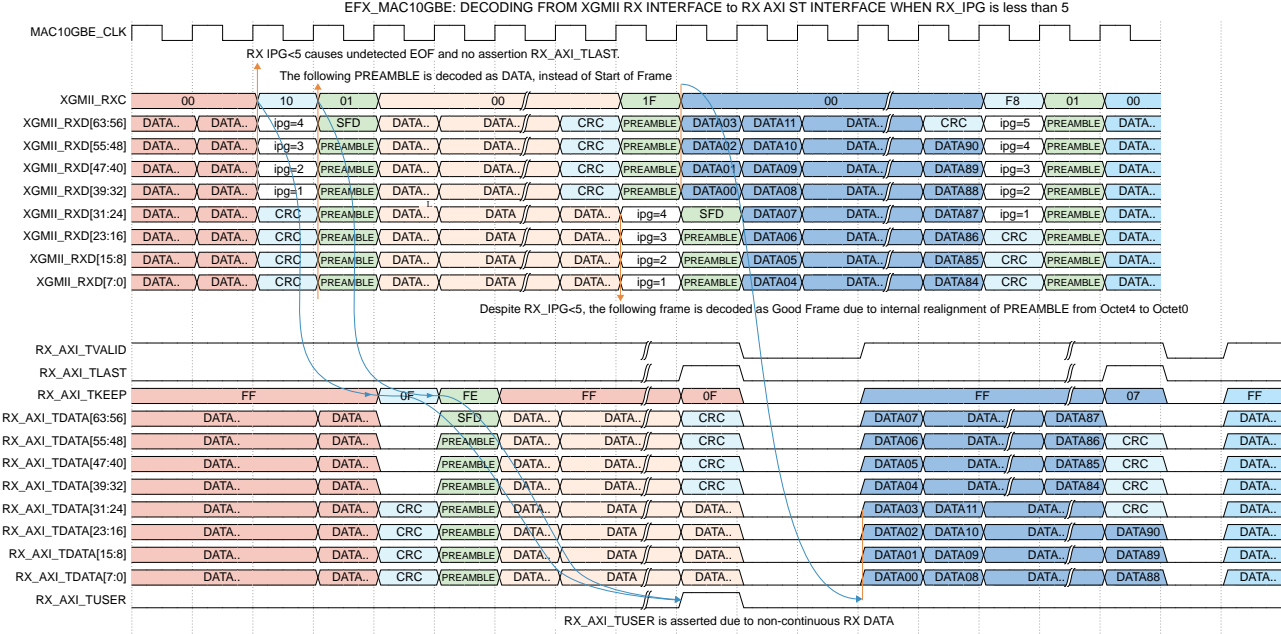 EFX_MAC10GBE: DECODING FROM XGMII RX INTERFACE to RX AXI ST INTERFACE WHEN RX_IPG is less than 5
MAC10GBE_CLK
RX IPG<5 causes undetected EOF and no assertion RX_AXI_TLAST.
The following PREAMBLE is decoded as DATA, instead of Start of Frame
XGMII_RXC 00 10 01 00 1F 00 F8 01 00
XGMII_RXD[63:56] DATA.. DATA.. ipg=4 SFD DATA.. DATA.. CRC PREAMBLE DATA03 DATA11 DATA.. CRC ipg=5 PREAMBLE DATA..
XGMII_RXD[55:48] DATA.. DATA.. ipg=3 PREAMBLE DATA.. DATA.. CRC PREAMBLE DATA02 DATA10 DATA.. DATA90 ipg=4 PREAMBLE DATA..
XGMII_RXD[47:40] DATA.. DATA.. ipg=2 PREAMBLE DATA.. DATA.. CRC PREAMBLE DATA01 DATA09 DATA.. DATA89 ipg=3 PREAMBLE DATA..
XGMII_RXD[39:32] DATA.. DATA.. ipg=1 PREAMBLE DATA.. DATA.. CRC PREAMBLE DATA00 DATA08 DATA.. DATA88 ipg=2 PREAMBLE DATA..
XGMII_RXD[31:24] DATA.. DATA.. CRC PREAMBLE DATA.. DATA DATA.. ipg=4 SFD DATA07 DATA.. DATA87 ipg=1 PREAMBLE DATA..
XGMII_RXD[23:16] DATA.. DATA.. CRC PREAMBLE DATA.. DATA DATA.. ipg=3 PREAMBLE DATA06 DATA.. DATA86 CRC PREAMBLE DATA..
XGMII_RXD[15:8] DATA.. DATA.. CRC PREAMBLE DATA.. DATA DATA.. ipg=2 PREAMBLE DATA05 DATA.. DATA85 CRC PREAMBLE DATA..
XGMII_RXD[7:0] DATA.. DATA.. CRC PREAMBLE DATA.. DATA DATA.. ipg=1 PREAMBLE DATA04 DATA.. DATA84 CRC PREAMBLE DATA..
Despite RX_IPG<5, the following frame is decoded as Good Frame due to internal realignment of PREAMBLE from Octet4 to Octet0
RX_AXI_TVALID
RX_AXI_TLAST
RX_AXI_TKEEP FF 0F FE FF 0F FF 07 FF
RX_AXI_TDATA[63:56] DATA.. DATA.. SFD DATA.. DATA.. CRC DATA07 DATA.. DATA87 DATA..
RX_AXI_TDATA[55:48] DATA.. DATA.. PREAMBLE DATA.. DATA.. CRC DATA06 DATA.. DATA86 CRC DATA..
RX_AXI_TDATA[47:40] DATA.. DATA.. PREAMBLE DATA.. DATA.. CRC DATA05 DATA.. DATA85 CRC DATA..
RX_AXI_TDATA[39:32] DATA.. DATA.. PREAMBLE DATA.. DATA.. CRC DATA04 DATA.. DATA84 CRC DATA..
RX_AXI_TDATA[31:24] DATA.. DATA.. CRC PREAMBLE DATA.. DATA DATA.. DATA03 DATA11 DATA.. CRC DATA..
RX_AXI_TDATA[23:16] DATA.. DATA.. CRC PREAMBLE DATA.. DATA DATA.. DATA02 DATA10 DATA.. DATA90 DATA..
RX_AXI_TDATA[15:8] DATA.. DATA.. CRC PREAMBLE DATA.. DATA DATA.. DATA01 DATA09 DATA.. DATA89 DATA..
RX_AXI_TDATA[7:0] DATA.. DATA.. CRC PREAMBLE DATA.. DATA DATA.. DATA00 DATA08 DATA.. DATA88 DATA..
RX_AXI_TUSER
RX_AXI_TUSER is asserted due to non-continuous RX DATA